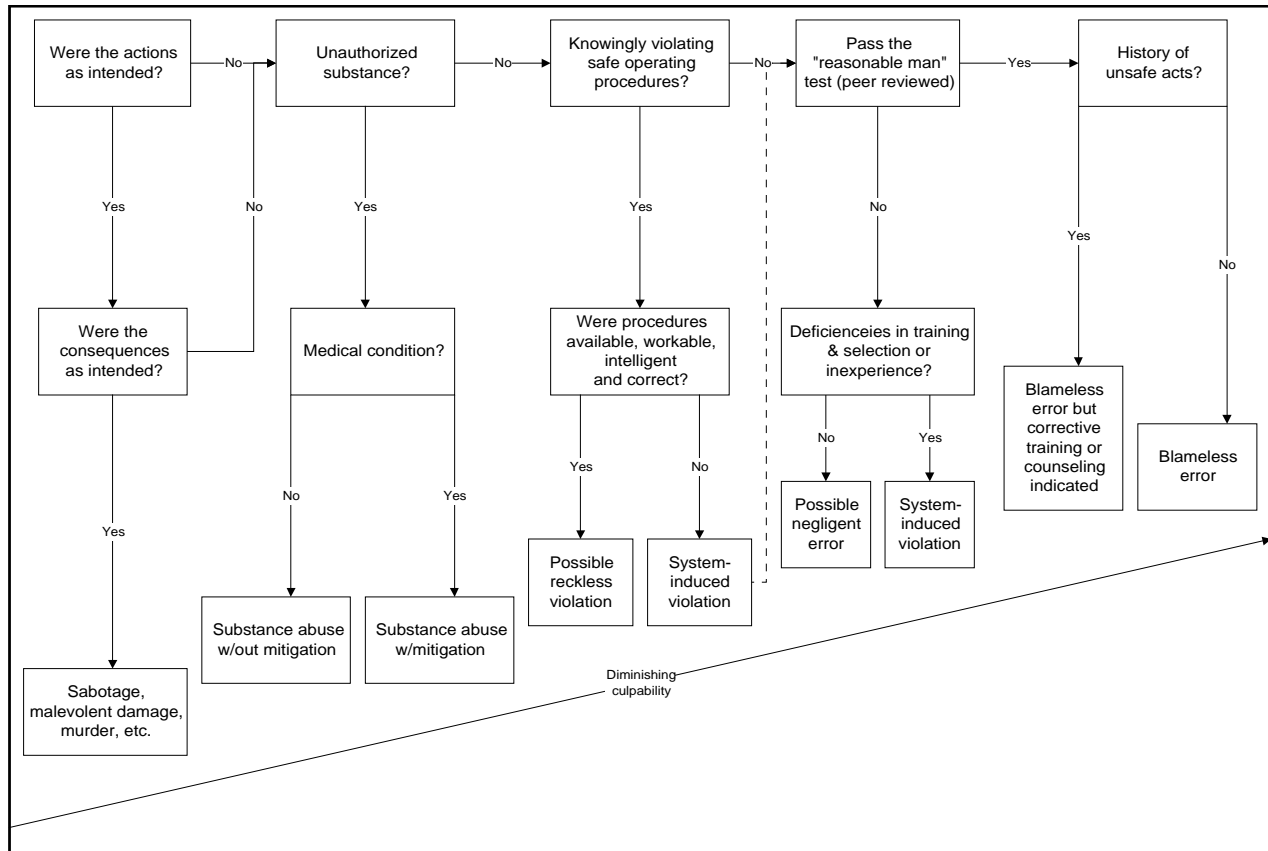 Were the actions
as intended?
No
Unauthorized
substance?
No
Knowingly violating
safe operating
procedures?
No
Pass the
"reasonable man"
test (peer reviewed)
Yes
History of
unsafe acts?
Yes
No
Yes
Yes
No
Yes
No
Were the
consequences
as intended?
Medical condition?
Were procedures
available, workable,
intelligent
and correct?
Deficienceies in training
& selection or
inexperience?
Blameless
error but
corrective
training or
counseling
indicated
Blameless
error
Yes
No
Yes
Yes
No
No
Yes
Possible
negligent
error
System-
induced
violation
Possible
reckless
violation
System-
induced
violation
Substance abuse
w/out mitigation
Substance abuse
w/mitigation
Sabotage,
malevolent damage,
murder, etc.
Diminishing
culpability